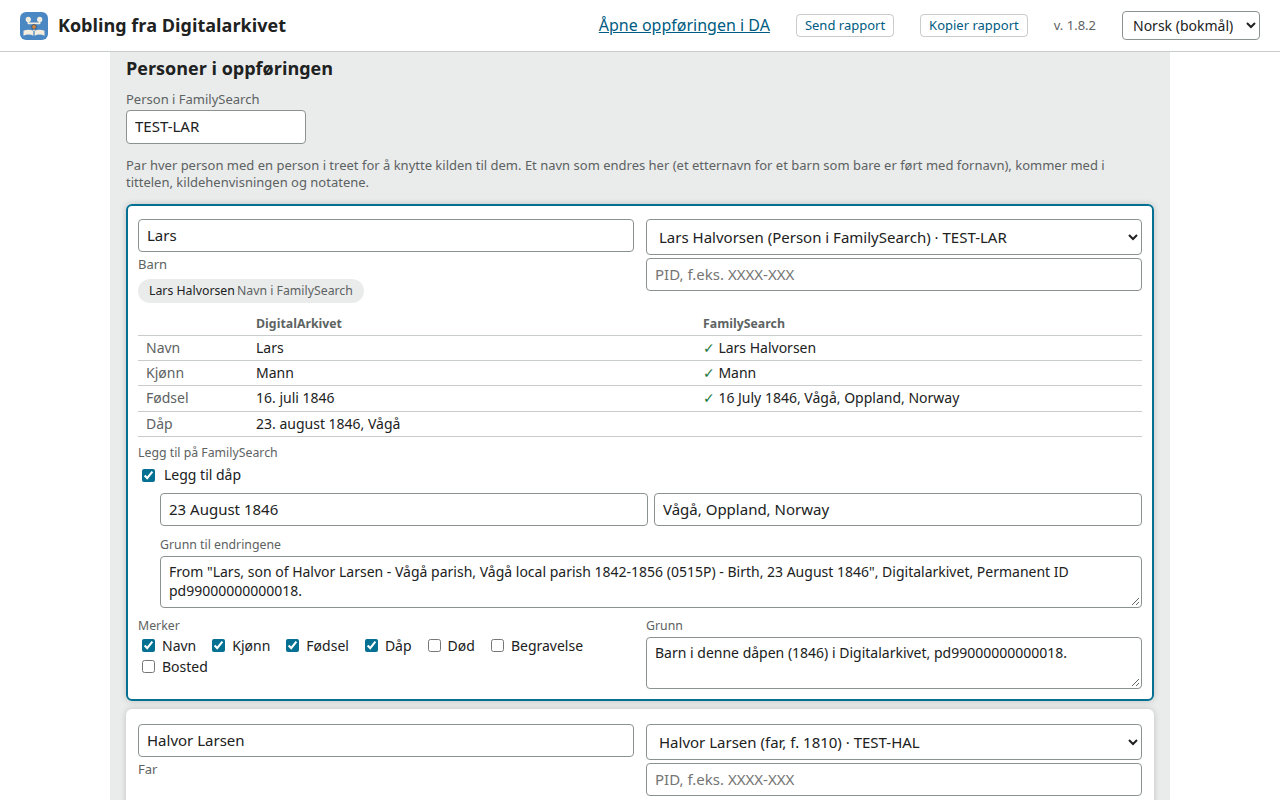 Kobling fra Digitalarkivet
Åpne oppføringen i DA
Send rapport
Kopier rapport
v. 1.8.2
Norsk (bokmål)
Personer i oppføringen
Person i FamilySearch
TEST-LAR
Par hver person med en person i treet for å knytte kilden til dem. Et navn som endres her (et etternavn for et barn som bare er ført med fornavn), kommer med i
tittelen, kildehenvisningen og notatene.
Lars
Lars Halvorsen (Person i FamilySearch) · TEST-LAR
Barn
PID, f.eks. XXXX-XXX
Lars Halvorsen Navn i FamilySearch
DigitalArkivet FamilySearch
Navn Lars ✓ Lars Halvorsen
Kjønn Mann ✓ Mann
Fødsel 16. juli 1846 ✓ 16 July 1846, Vågå, Oppland, Norway
Dåp 23. august 1846, Vågå
Legg til på FamilySearch
Legg til dåp
23 August 1846
Vågå, Oppland, Norway
Grunn til endringene
From "Lars, son of Halvor Larsen - Vågå parish, Vågå local parish 1842-1856 (0515P) - Birth, 23 August 1846", Digitalarkivet, Permanent ID
pd99000000000018.
Merker
Navn Kjønn Fødsel Dåp Død Begravelse
Bosted
Grunn
Barn i denne dåpen (1846) i Digitalarkivet, pd99000000000018.
Halvor Larsen
Halvor Larsen (far, f. 1810) · TEST-HAL
Far
PID, f.eks. XXXX-XXX